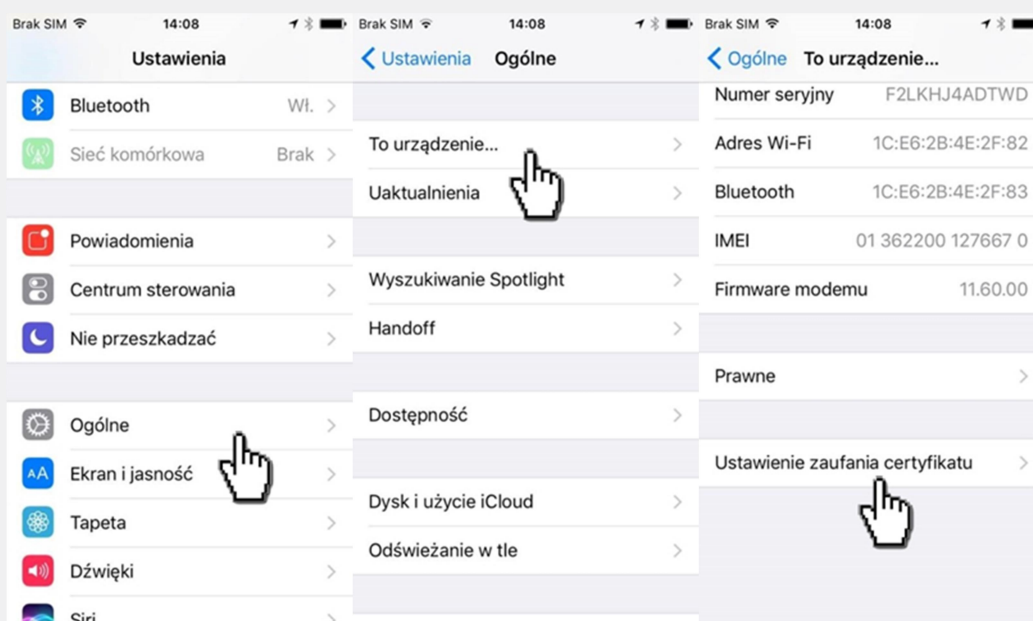 Brak SIM 14:08
Ustawienia
Bluetooth Wł.
Sieć komórkowa Brak
Powiadomienia
Centrum sterowania
Nie przeszkadzać
Ogólne
AA Ekran i jasność
Tapeta
Dźwięki
Siri
Brak SIM 14:08
Ustawienia Ogólne
To urządzenie...
Uaktualnienia
Wyszukiwanie Spotlight
Handoff
Dostępność
Dysk i użycie iCloud
Odświeżanie w tle
Brak SIM 14:08
Ogólne To urządzenie...
Numer seryjny F2LKHJ4ADTWD
Adres Wi-Fi 1C:E6:2B:4E:2F:82
Bluetooth 1C:E6:2B:4E:2F:83
IMEI 01 362200 127667 0
Firmware modemu 11.60.00
Prawne
Ustawienie zaufania certyfikatu